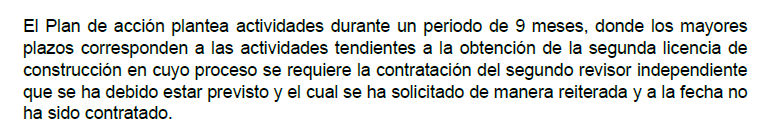 El Plan de acción plantea actividades durante un periodo de 9 meses, donde los mayores
plazos corresponden a las actividades tendientes a la obtención de la segunda licencia de
construcción en cuyo proceso se requiere la contratación del segundo revisor independiente
que se ha debido estar previsto y el cual se ha solicitado de manera reiterada y a la fecha no
ha sido contratado.